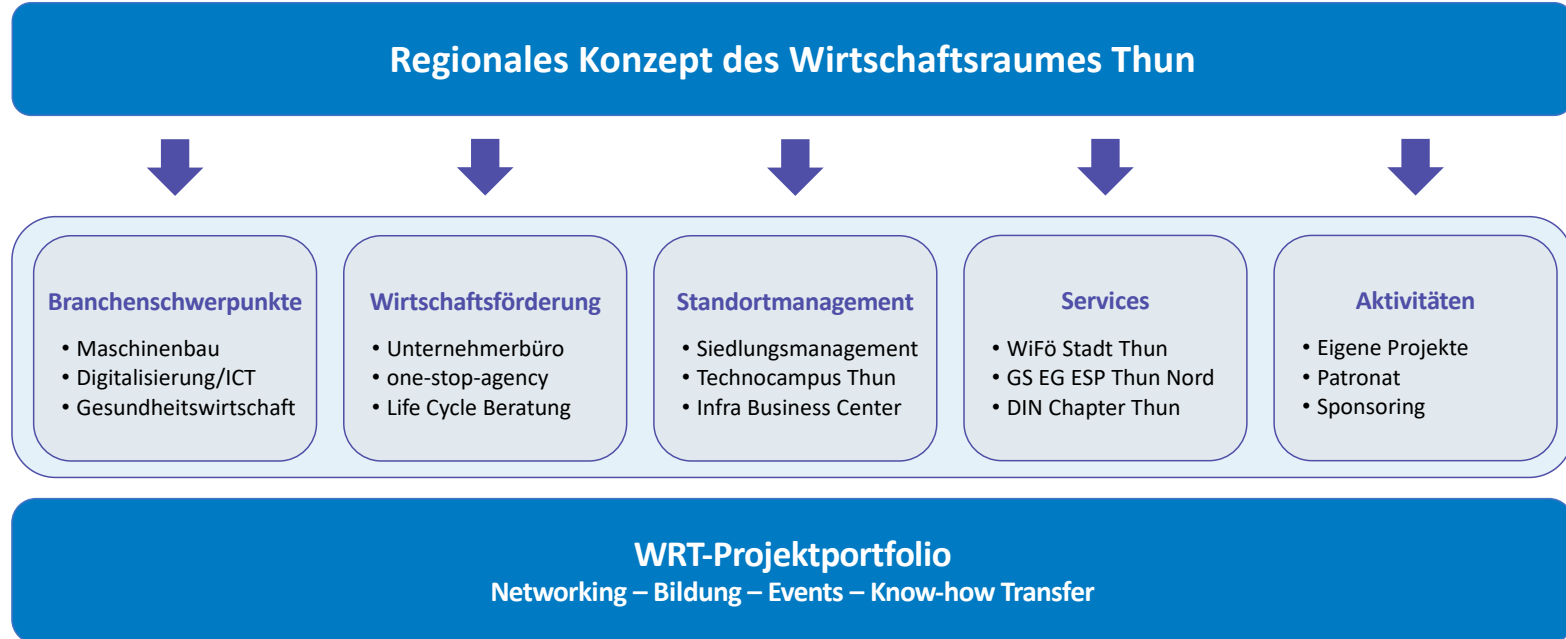 Regionales Konzept des Wirtschaftsraumes Thun
Branchenschwerpunkte
• Maschinenbau
• Digitalisierung/ICT
• Gesundheitswirtschaft
Wirtschaftsförderung
• Unternehmerbüro
• one-stop-agency
• Life Cycle Beratung
Standortmanagement
• Siedlungsmanagement
• Technocampus Thun
• Infra Business Center
Services
• WiFö Stadt Thun
• GS EG ESP Thun Nord
• DIN Chapter Thun
Aktivitäten
• Eigene Projekte
• Patronat
• Sponsoring
WRT-Projektportfolio
Networking – Bildung – Events – Know-how Transfer